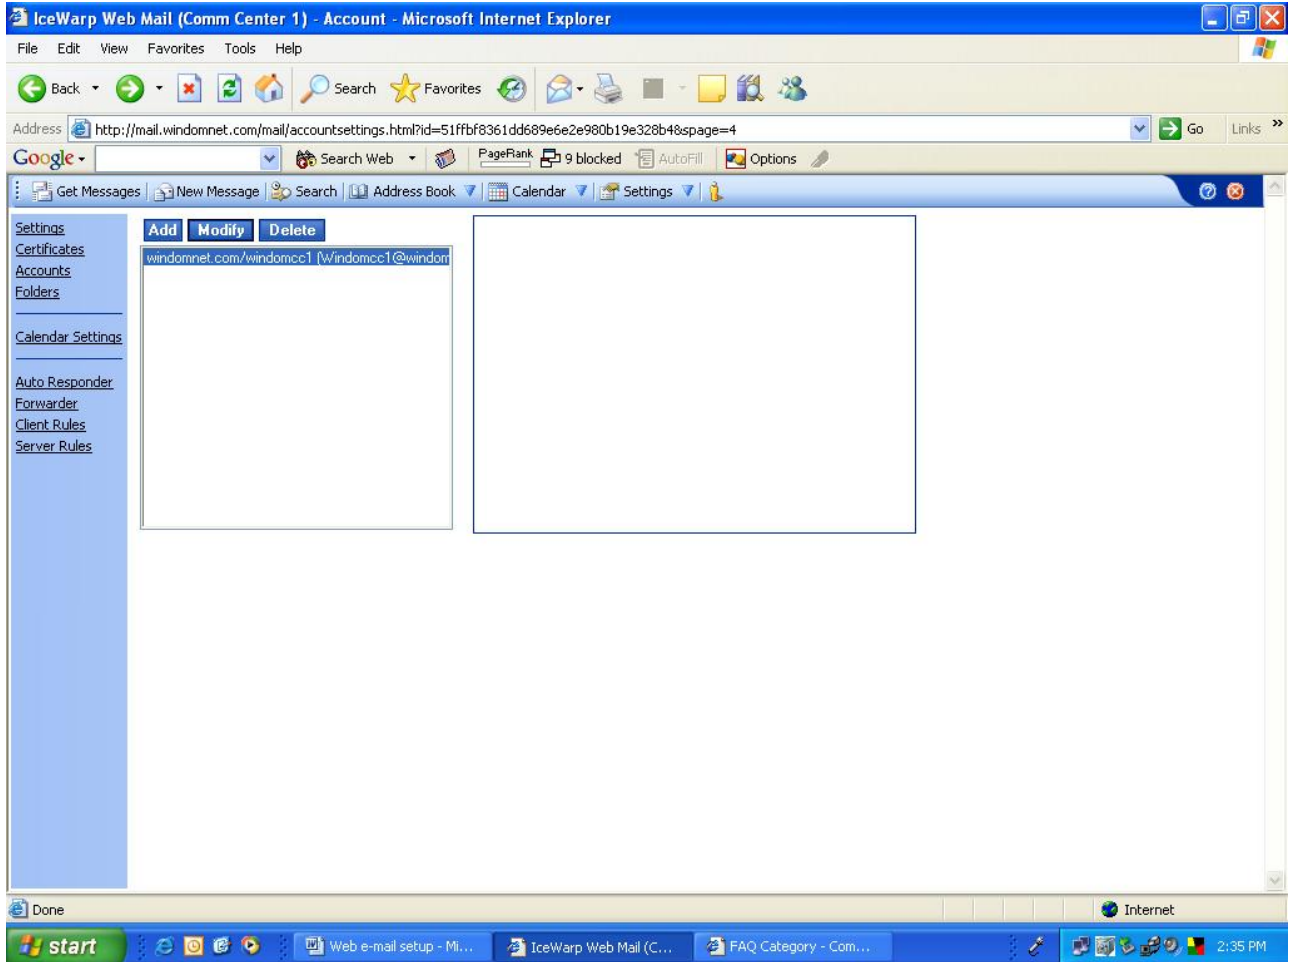 IceWarp Web Mail (Comm Center 1) - Account - Microsoft Internet Explorer
File Edit View Favorites Tools Help
Back Search Favorites
Address http://mail.windomnet.com/mail/accountsettings.html?id=51ffbf8361dd689e6e2e980b19e328b4&spage=4 Go Links »
Google Search Web PageRank 9 blocked AutoFill Options
Get Messages New Message Search Address Book Calendar Settings
Settings
Certificates
Accounts
Folders
Calendar Settings
Auto Responder
Forwarder
Client Rules
Server Rules
Add Modify Delete
windomnet.com/windomcc1 (Windomcc1@windom
Done Internet
start Web e-mail setup - Mi... IceWarp Web Mail (C... FAQ Category - Com... 2:35 PM